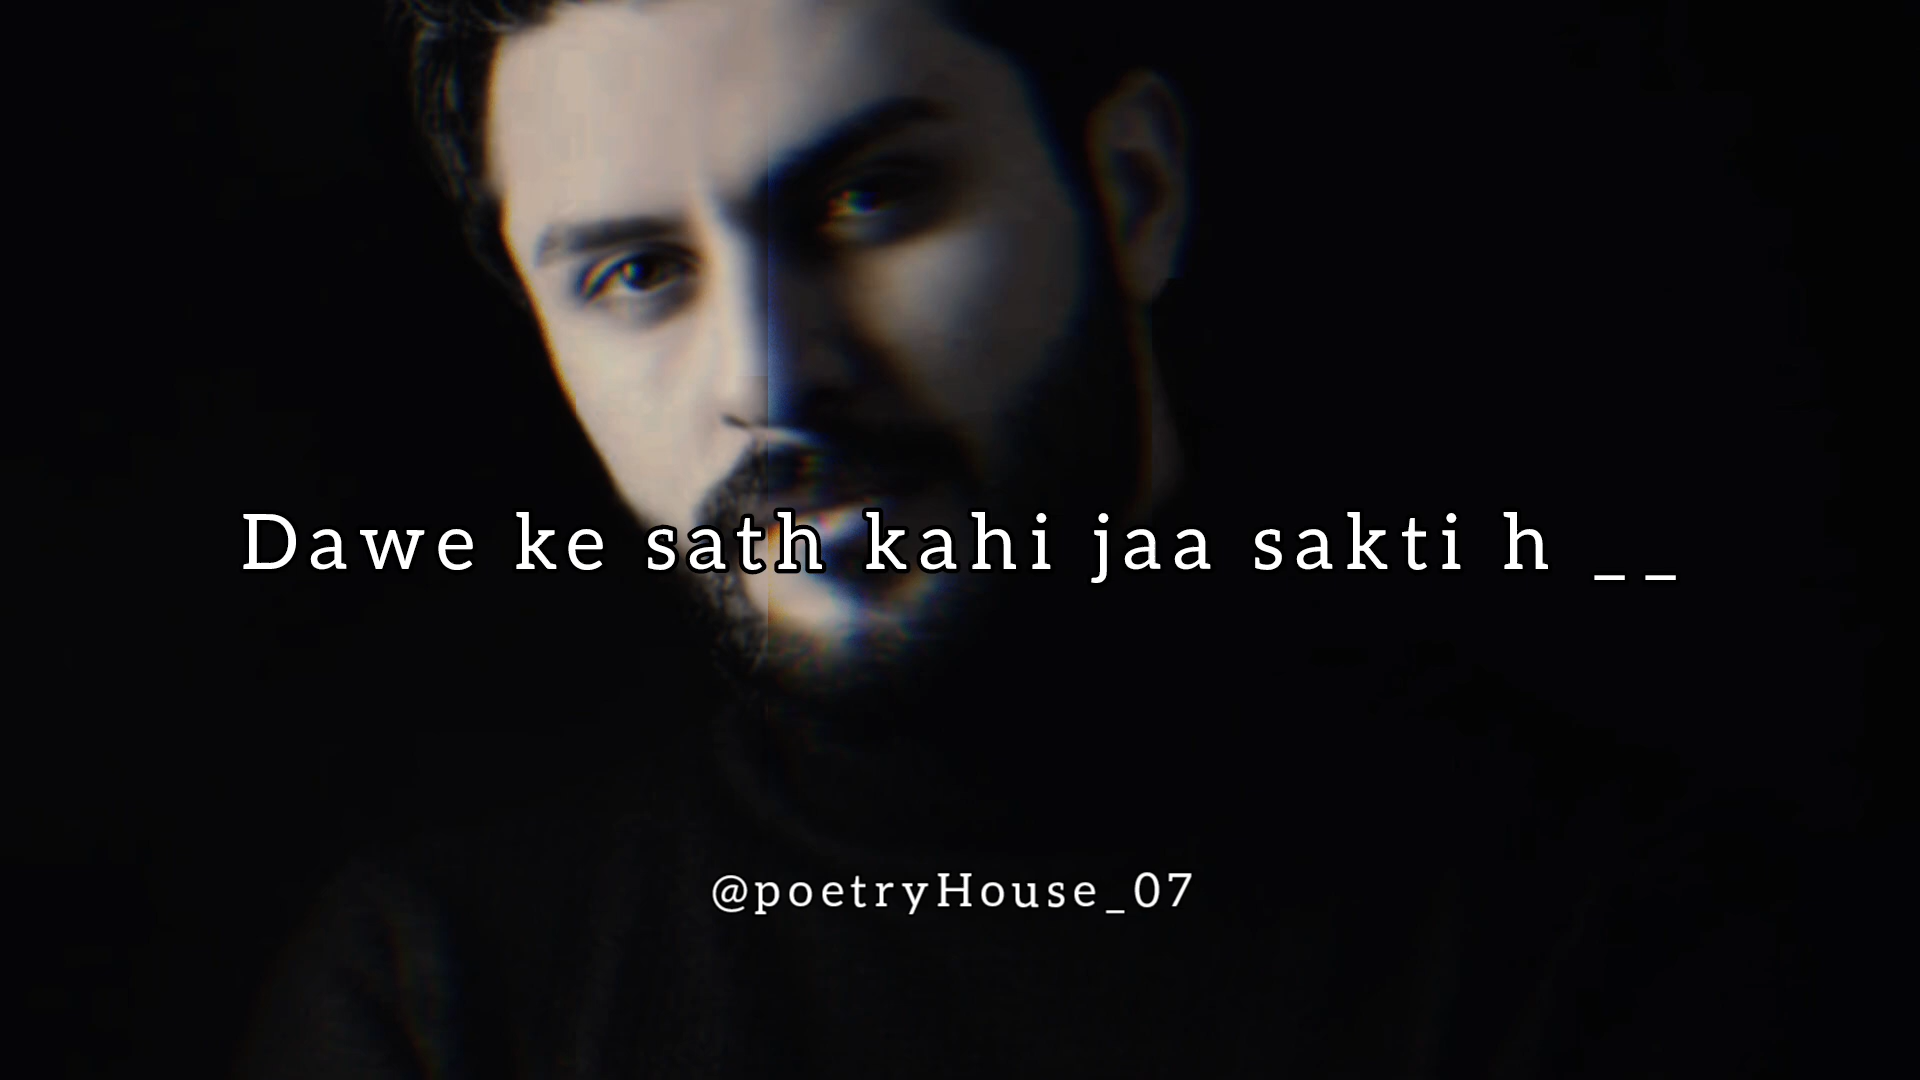 Dawe ke sath kahi jaa sakti h _ _
@poetryHouse_07